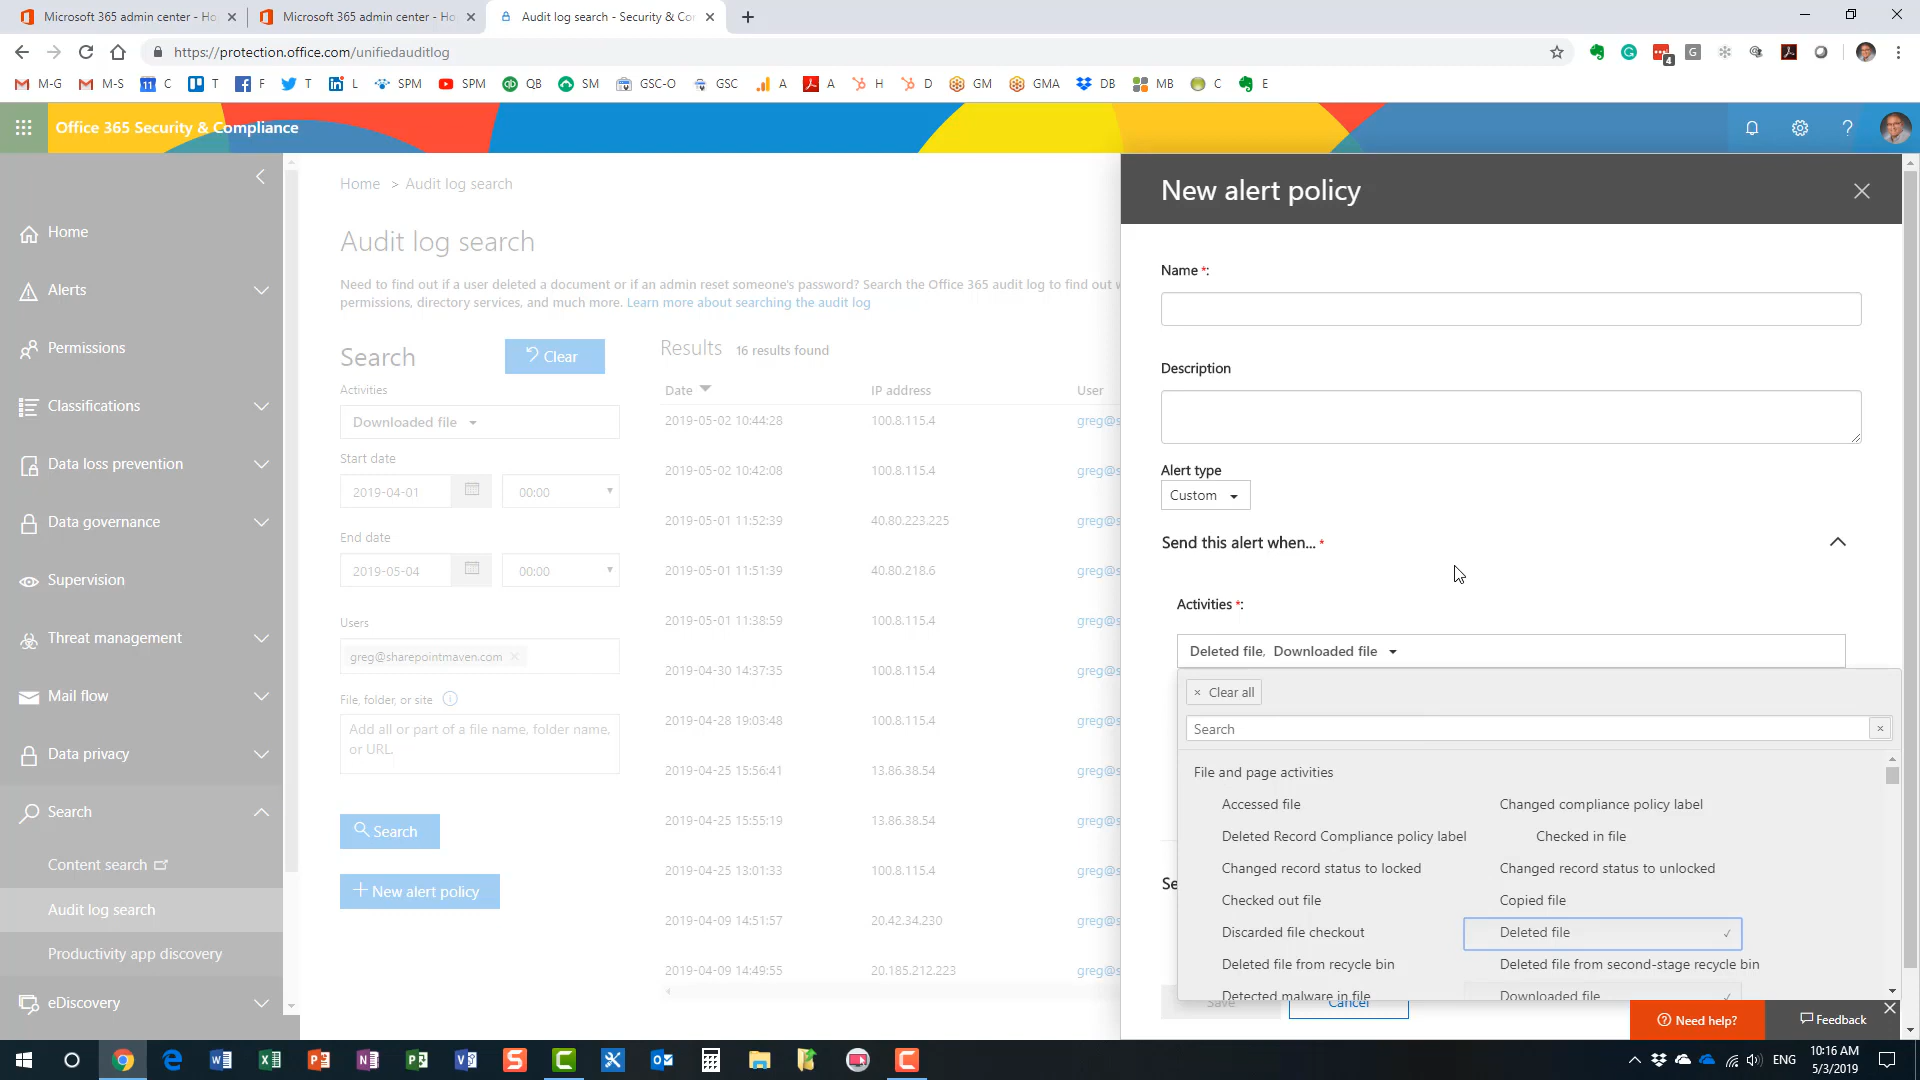 Microsoft 365 admin center - Ho
Microsoft 365 admin center - Ho
Audit log search - Security & Co
https://protection.office.com/unifiedauditlog
4
M-G
M-S
11 C
T
F
T
L
SPM
SPM
QB
SM
GSC-O
GSC
A
A
H
D
GM
GMA
DB
MB
C
E
Office 365 Security & Compliance
Home
Alerts
Permissions
Classifications
Data loss prevention
Data governance
Supervision
Threat management
Mail flow
Data privacy
Search
Content search
Audit log search
Productivity app discovery
eDiscovery
Home > Audit log search
Audit log search
Need to find out if a user deleted a document or if an admin reset someone's password? Search the Office 365 audit log to find out
permissions, directory services, and much more. Learn more about searching the audit log
Search
Clear
Activities
Downloaded file
Start date
2019-04-01 00:00
End date
2019-05-04 00:00
Users
greg@sharepointmaven.com
File, folder, or site
Add all or part of a file name, folder name,
or URL.
Search
New alert policy
Results 16 results found
Date IP address User
2019-05-02 10:44:28 100.8.115.4 greg@s
2019-05-02 10:42:08 100.8.115.4 greg@s
2019-05-01 11:52:39 40.80.223.225 greg@s
2019-05-01 11:51:39 40.80.218.6 greg@s
2019-05-01 11:38:59 100.8.115.4 greg@s
2019-04-30 14:37:35 100.8.115.4 greg@s
2019-04-28 19:03:48 100.8.115.4 greg@s
2019-04-25 15:56:41 13.86.38.54 greg@s
2019-04-25 15:55:19 13.86.38.54 greg@s
2019-04-25 13:01:33 100.8.115.4 greg@s
2019-04-09 14:51:57 20.42.34.230 greg@s
2019-04-09 14:49:55 20.185.212.223 greg@s
New alert policy
Name *:
Description
Alert type
Custom
Send this alert when... *
Activities *:
Deleted file, Downloaded file
× Clear all
Search
File and page activities
Accessed file Changed compliance policy label
Deleted Record Compliance policy label Checked in file
Changed record status to locked Changed record status to unlocked
Checked out file Copied file
Discarded file checkout Deleted file
Deleted file from recycle bin Deleted file from second-stage recycle bin
Detected malware in file Downloaded file
Se
Save Cancel
Need help?
Feedback
ENG
10:16 AM
5/3/2019